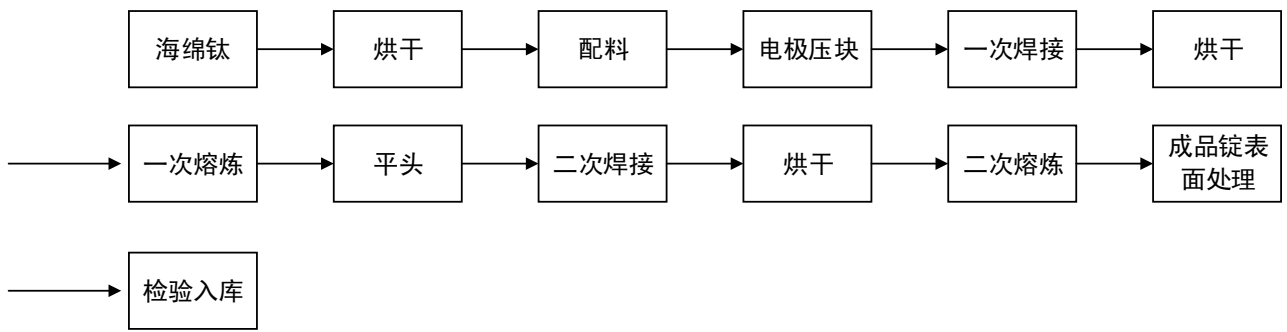 海绵钛
烘干
配料
电极压块
一次焊接
烘干
一次熔炼
平头
二次焊接
烘干
二次熔炼
成品锭表
面处理
检验入库